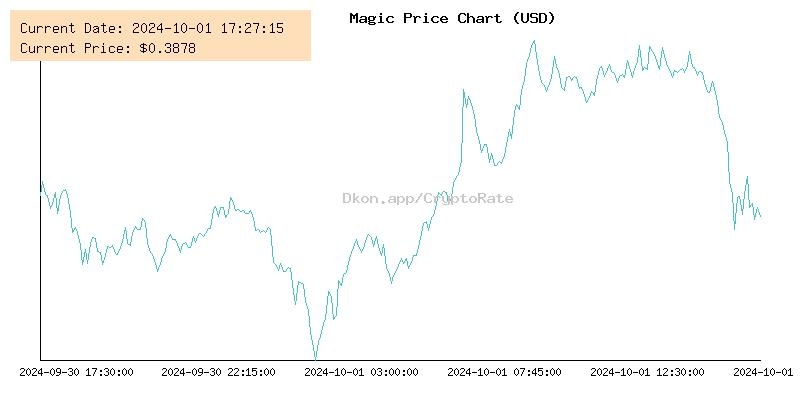 Magic Price Chart (USD)
Current Date: 2024-10-01 17:27:15
Current Price: $0.3878
Dkon.app/CryptoRate
2024-09-30 17:30:00 2024-09-30 22:15:00 2024-10-01 03:00:00 2024-10-01 07:45:00 2024-10-01 12:30:00 2024-10-01